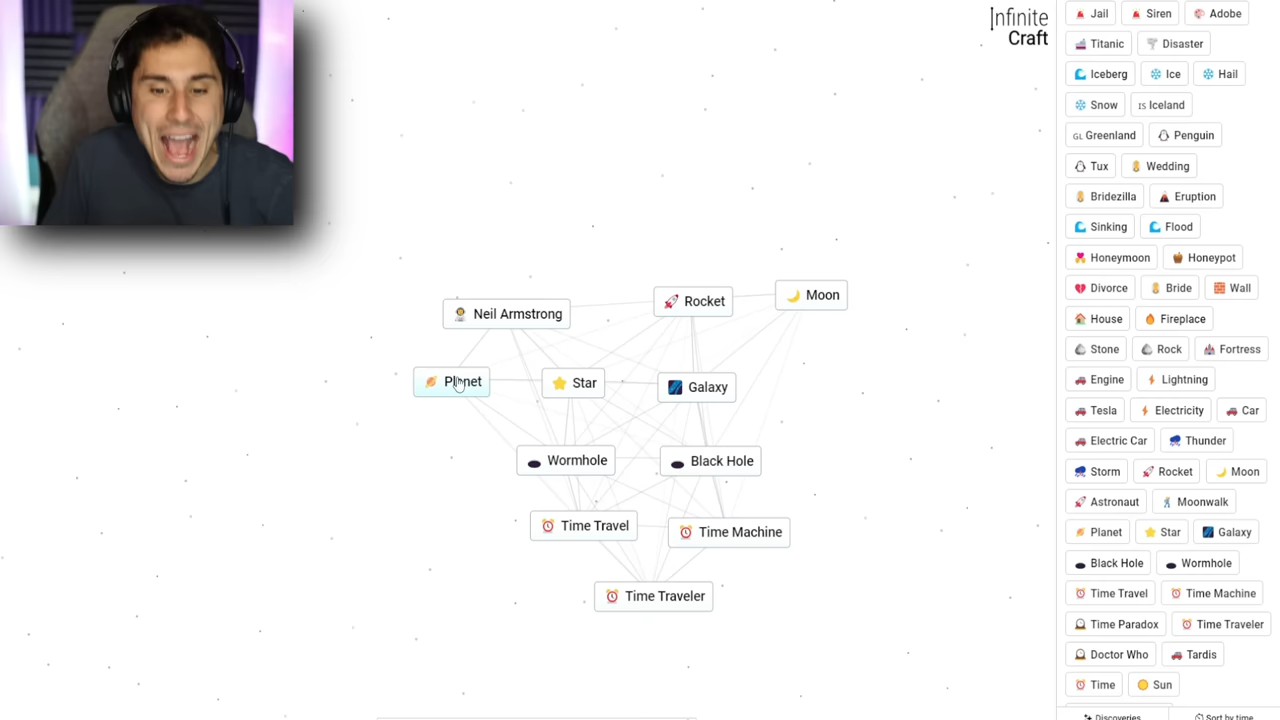 Infinite
Craft
Neil Armstrong
Rocket
Moon
Planet
Star
Galaxy
Wormhole
Black Hole
Time Travel
Time Machine
Time Traveler
Jail Siren Adobe
Titanic Disaster
Iceberg Ice Hail
Snow IS Iceland
GL Greenland Penguin
Tux Wedding
Bridezilla Eruption
Sinking Flood
Honeymoon Honeypot
Divorce Bride Wall
House Fireplace
Stone Rock Fortress
Engine Lightning
Tesla Electricity Car
Electric Car Thunder
Storm Rocket Moon
Astronaut Moonwalk
Planet Star Galaxy
Black Hole Wormhole
Time Travel Time Machine
Time Paradox Time Traveler
Doctor Who Tardis
Time Sun
Discoveries Sort by time